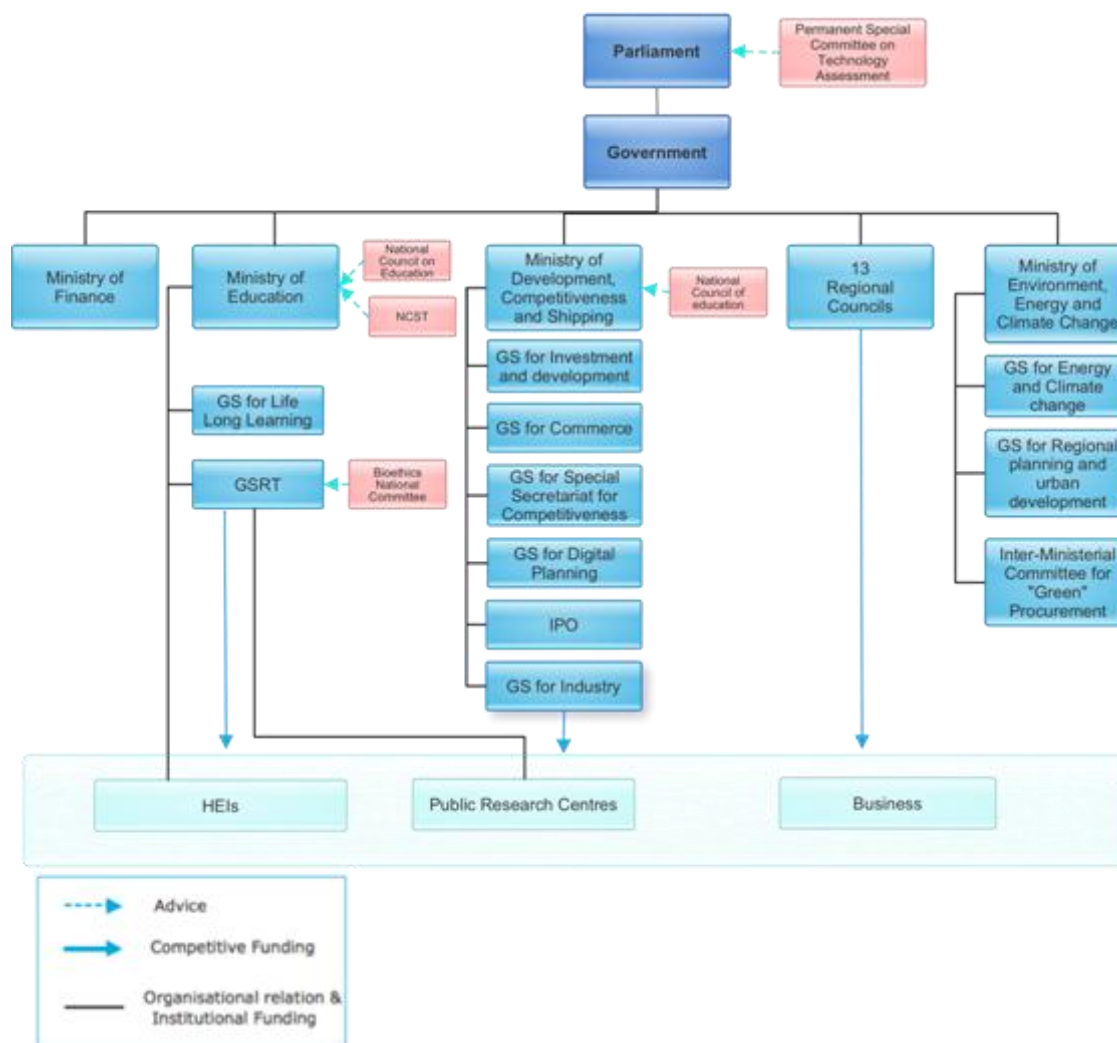 Parliament
Permanent Special
Committee on
Technology
Assessment
Government
Ministry of
Finance
Ministry of
Education
National
Council on
Education
NCST
Ministry of
Development,
Competitiveness
and Shipping
National
Council of
education
13
Regional
Councils
Ministry of
Environment,
Energy and
Climate Change
GS for Life
Long Learning
GSRT
Bioethics
National
Committee
GS for Investment
and development
GS for Commerce
GS for Special
Secretariat for
Competitiveness
GS for Digital
Planning
IPO
GS for Industry
GS for Energy
and Climate
change
GS for Regional
planning and
urban
development
Inter-Ministerial
Committee for
"Green"
Procurement
HEIs
Public Research Centres
Business
Advice
Competitive Funding
Organisational relation &
Institutional Funding